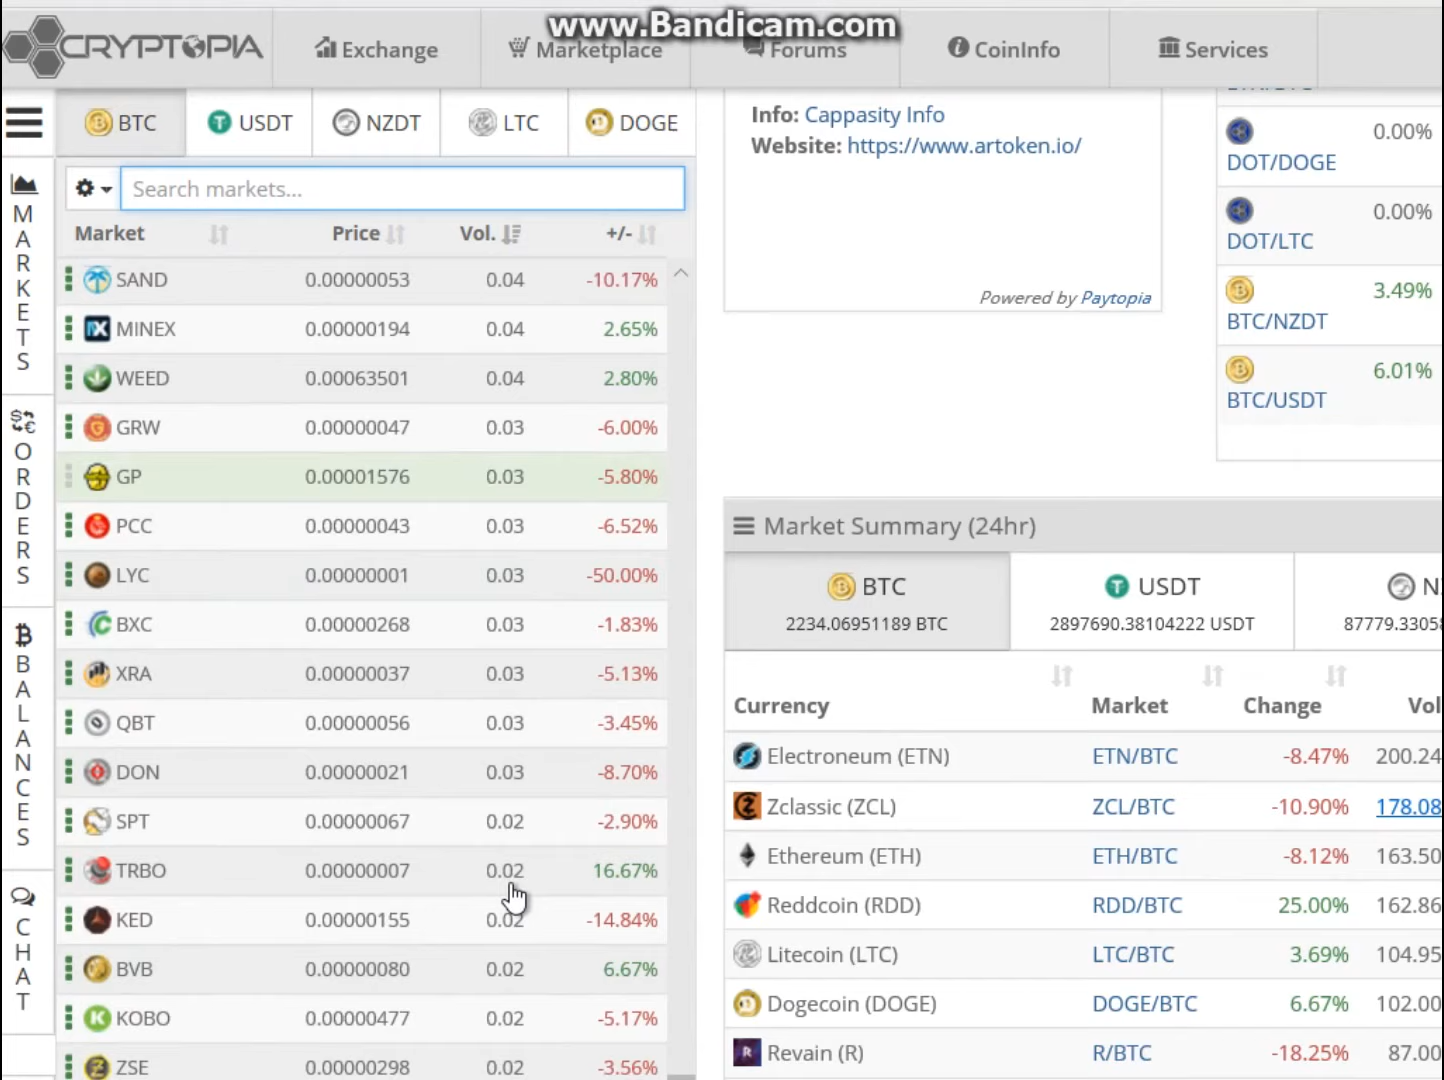 www.Bandicam.com
CRYPTOPIA
Exchange
Marketplace
Forums
CoinInfo
Services
BTC
USDT
NZDT
LTC
DOGE
Search markets...
Market Price Vol. +/-
SAND 0.00000053 0.04 -10.17%
MINEX 0.00000194 0.04 2.65%
WEED 0.00063501 0.04 2.80%
GRW 0.00000047 0.03 -6.00%
GP 0.00001576 0.03 -5.80%
PCC 0.00000043 0.03 -6.52%
LYC 0.00000001 0.03 -50.00%
BXC 0.00000268 0.03 -1.83%
XRA 0.00000037 0.03 -5.13%
QBT 0.00000056 0.03 -3.45%
DON 0.00000021 0.03 -8.70%
SPT 0.00000067 0.02 -2.90%
TRBO 0.00000007 0.02 16.67%
KED 0.00000155 0.02 -14.84%
BVB 0.00000080 0.02 6.67%
KOBO 0.00000477 0.02 -5.17%
ZSE 0.00000298 0.02 -3.56%
MARKETS
ORDERS
BALANCES
CHAT
Info: Cappasity Info
Website: https://www.artoken.io/
Powered by Paytopia
0.00%
DOT/DOGE
0.00%
DOT/LTC
3.49%
BTC/NZDT
6.01%
BTC/USDT
Market Summary (24hr)
BTC
2234.06951189 BTC
USDT
2897690.38104222 USDT
N
87779.3305
Currency Market Change Vol
Electroneum (ETN) ETN/BTC -8.47% 200.24
Zclassic (ZCL) ZCL/BTC -10.90% 178.08
Ethereum (ETH) ETH/BTC -8.12% 163.50
Reddcoin (RDD) RDD/BTC 25.00% 162.86
Litecoin (LTC) LTC/BTC 3.69% 104.95
Dogecoin (DOGE) DOGE/BTC 6.67% 102.00
Revain (R) R/BTC -18.25% 87.00